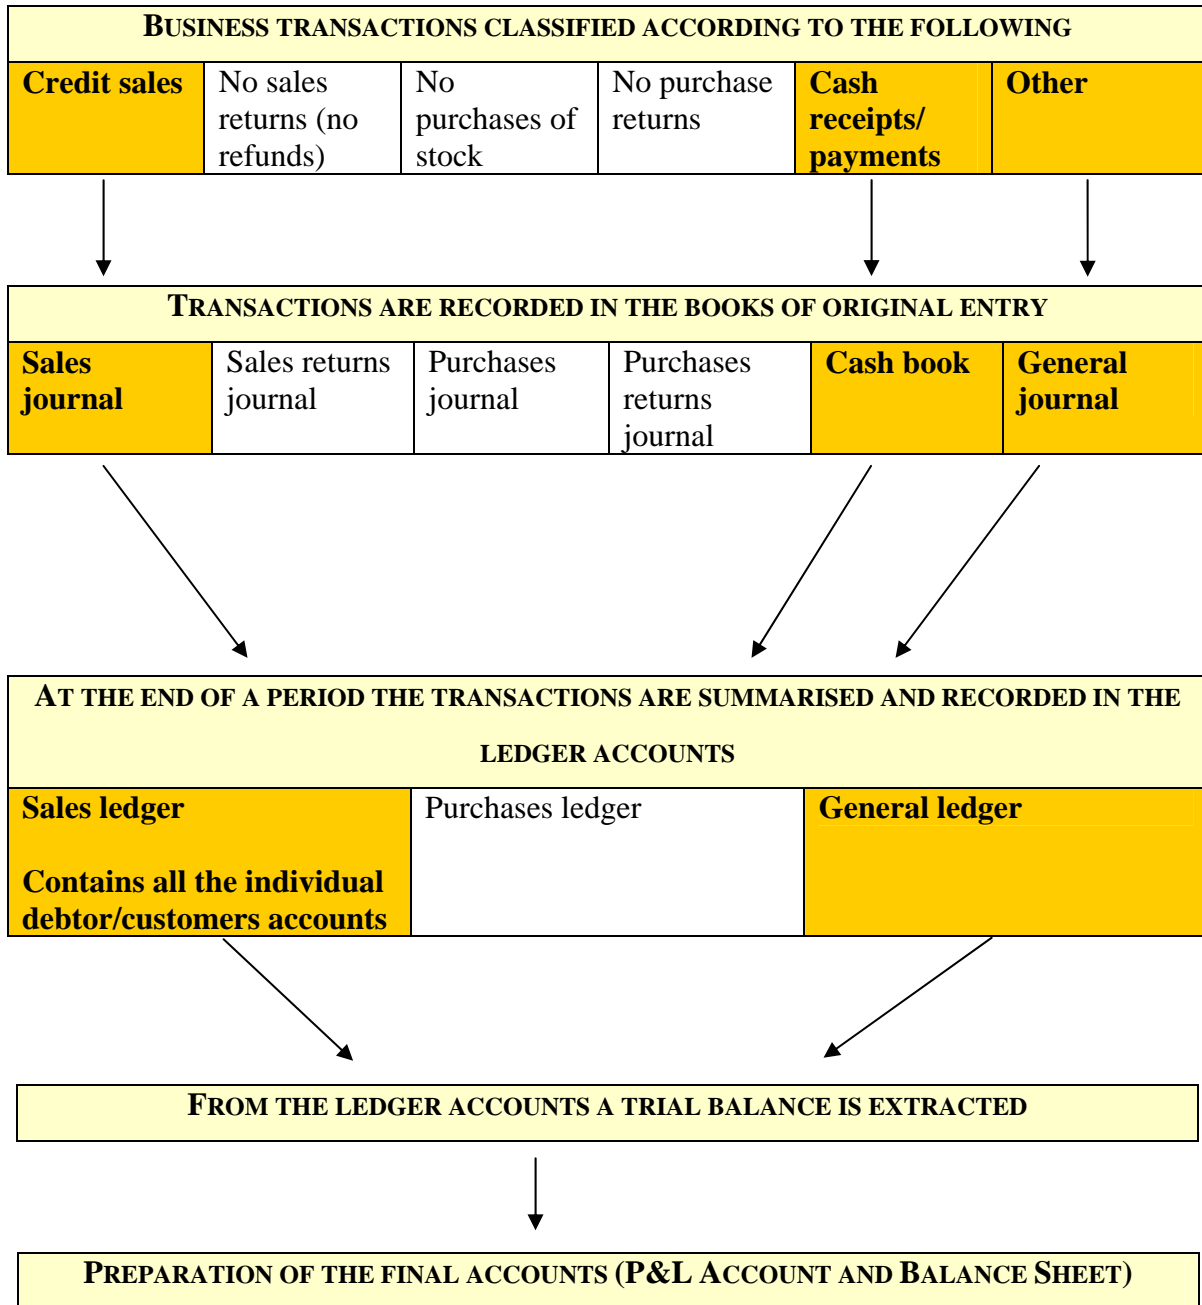 BUSINESS TRANSACTIONS CLASSIFIED ACCORDING TO THE FOLLOWING
Credit sales
No sales
returns (no
refunds)
No
purchases of
stock
No purchase
returns
Cash
receipts/
payments
Other
TRANSACTIONS ARE RECORDED IN THE BOOKS OF ORIGINAL ENTRY
Sales
journal
Sales returns
journal
Purchases
journal
Purchases
returns
journal
Cash book
General
journal
AT THE END OF A PERIOD THE TRANSACTIONS ARE SUMMARISED AND RECORDED IN THE
LEDGER ACCOUNTS
Sales ledger
Contains all the individual
debtor/customers accounts
Purchases ledger
General ledger
FROM THE LEDGER ACCOUNTS A TRIAL BALANCE IS EXTRACTED
PREPARATION OF THE FINAL ACCOUNTS (P&L ACCOUNT AND BALANCE SHEET)